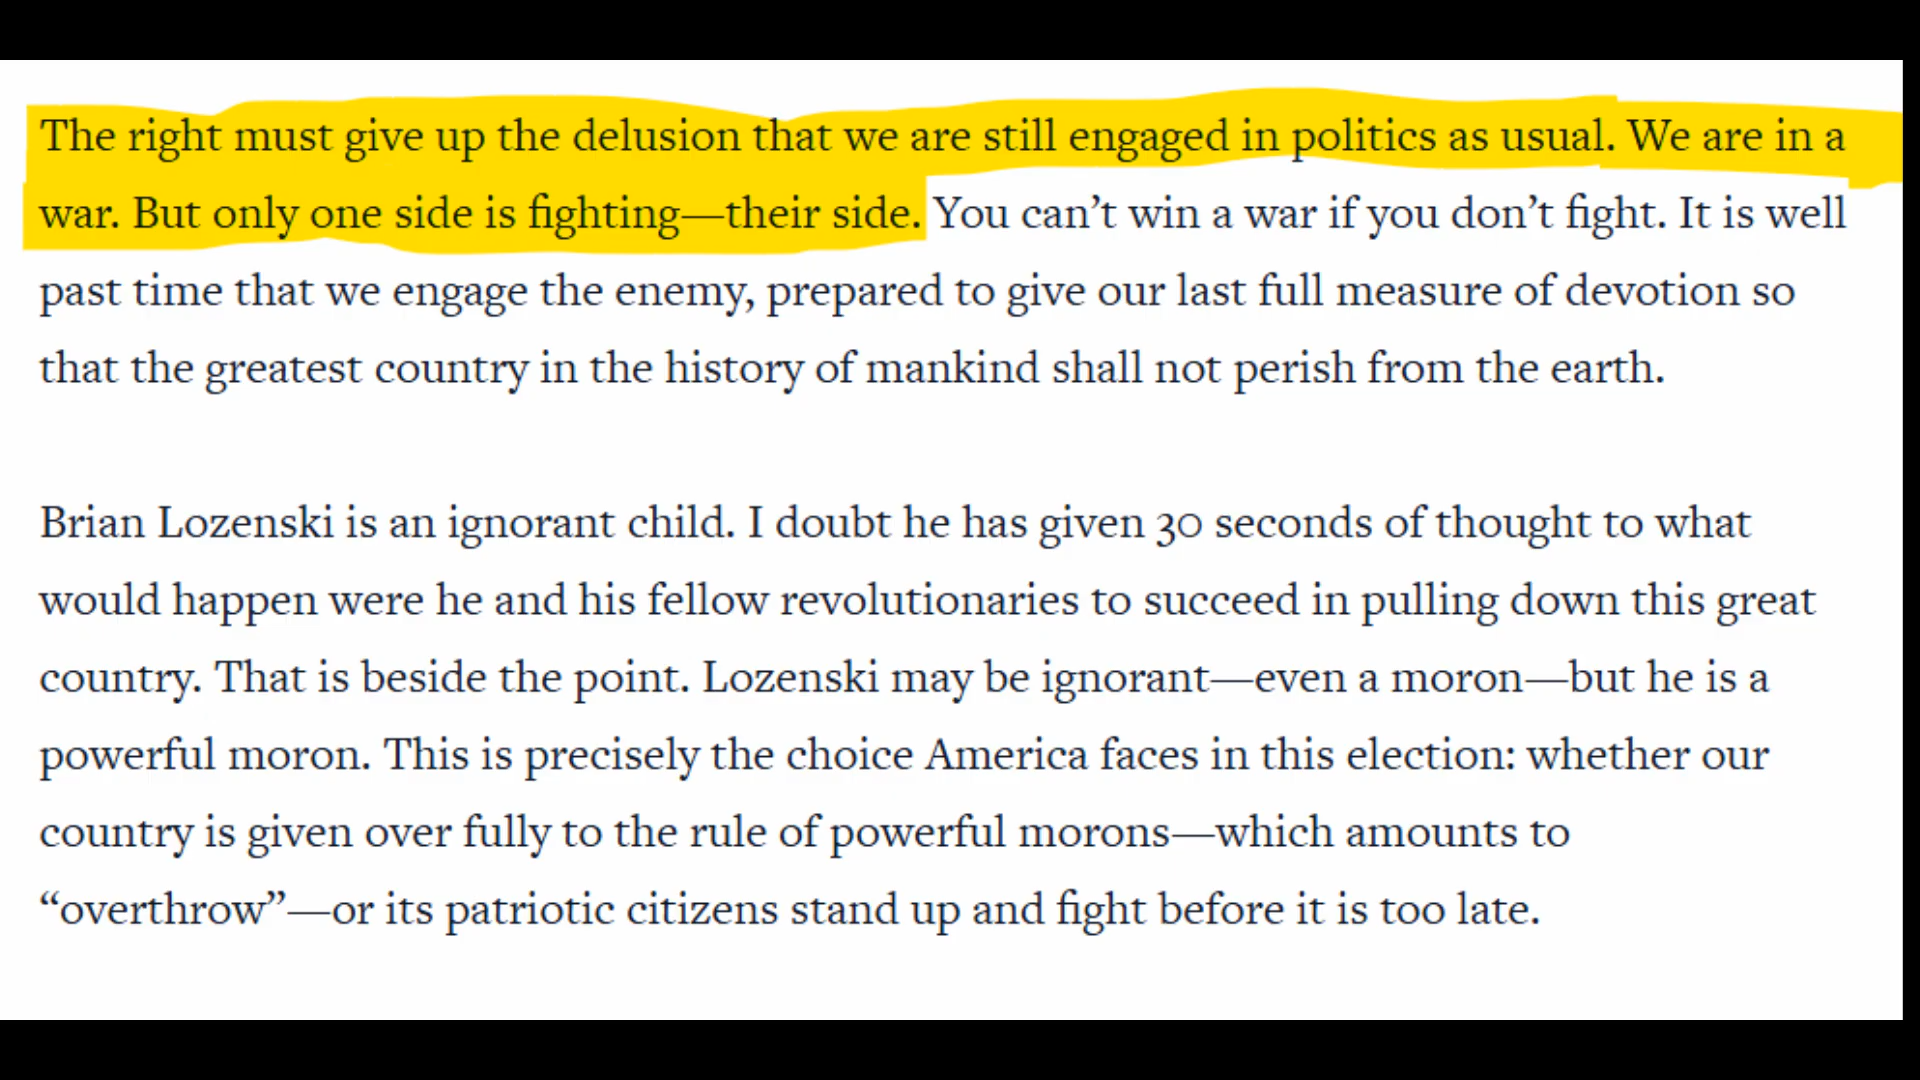 The right must give up the delusion that we are still engaged in politics as usual. We are in a
war. But only one side is fighting—their side. You can’t win a war if you don’t fight. It is well
past time that we engage the enemy, prepared to give our last full measure of devotion so
that the greatest country in the history of mankind shall not perish from the earth.
Brian Lozenski is an ignorant child. I doubt he has given 30 seconds of thought to what
would happen were he and his fellow revolutionaries to succeed in pulling down this great
country. That is beside the point. Lozenski may be ignorant—even a moron—but he is a
powerful moron. This is precisely the choice America faces in this election: whether our
country is given over fully to the rule of powerful morons—which amounts to
“overthrow”—or its patriotic citizens stand up and fight before it is too late.